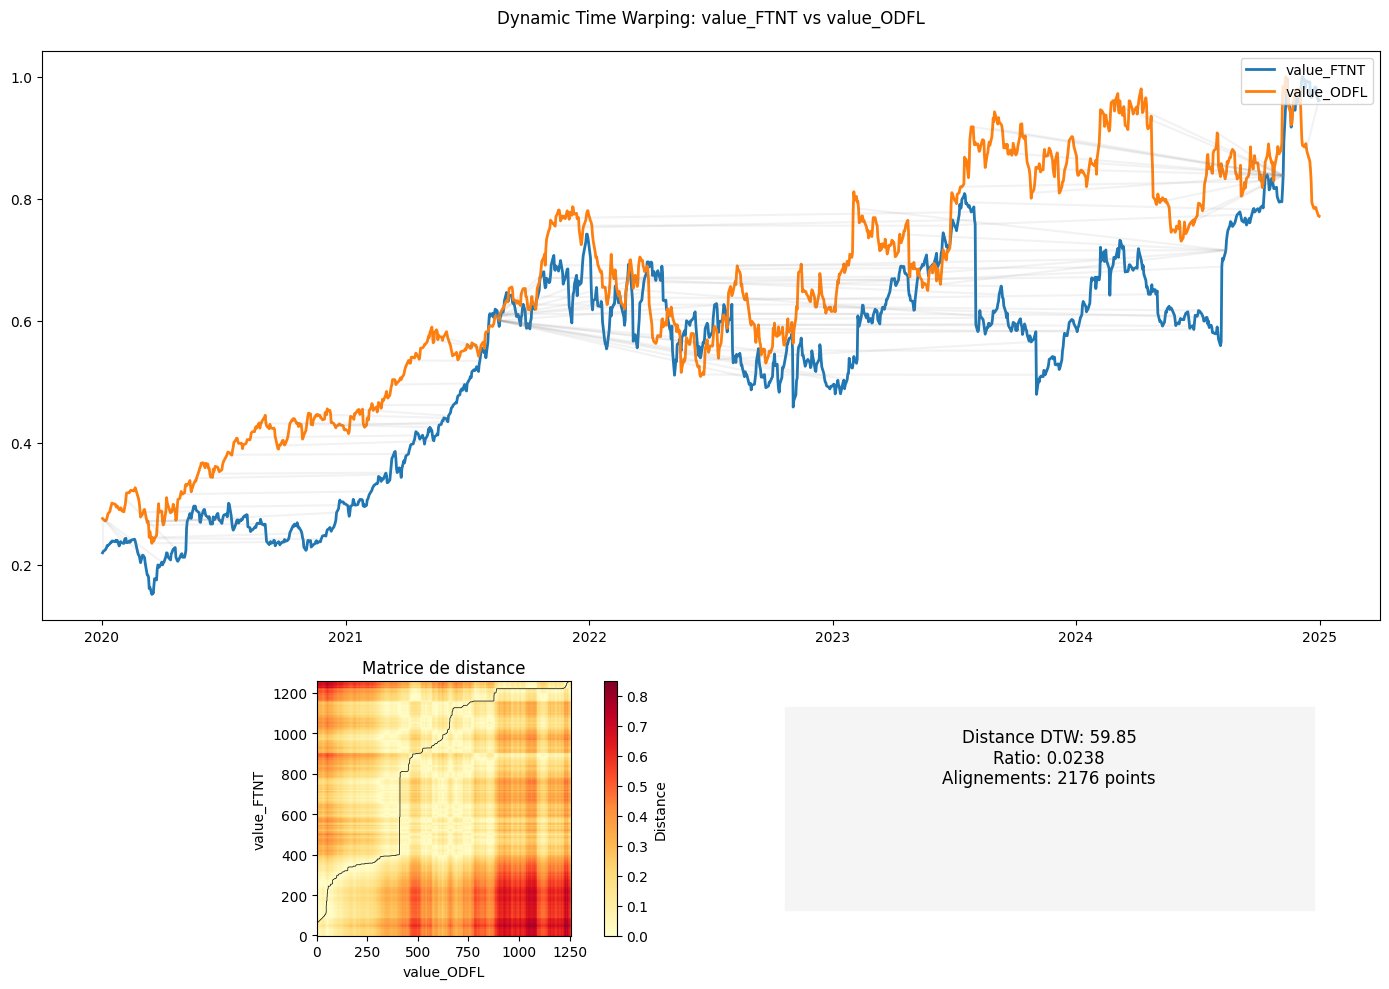 Dynamic Time Warping: value_FTNT vs value_ODFL
1.0
0.8
0.6
0.4
0.2
value_FTNT
value_ODFL
2020 2021 2022 2023 2024 2025
Matrice de distance
value_FTNT
1200
1000
800
600
400
200
0
0 250 500 750 1000 1250
value_ODFL
0.8
0.7
0.6
0.5
0.4
0.3
0.2
0.1
0.0
Distance
Distance DTW: 59.85
Ratio: 0.0238
Alignements: 2176 points